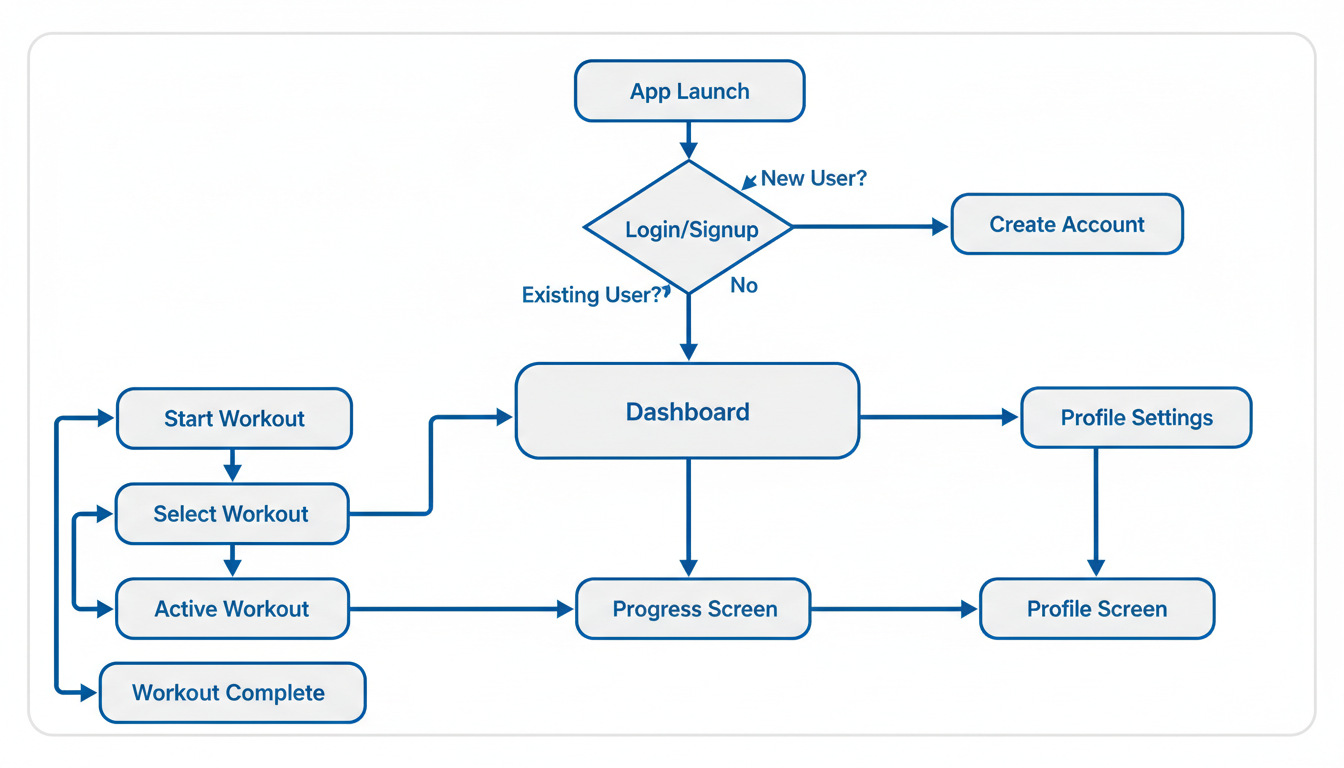 App Launch
New User?
Login/Signup
Create Account
Existing User?
No
Dashboard
Start Workout
Profile Settings
Select Workout
Active Workout
Progress Screen
Profile Screen
Workout Complete